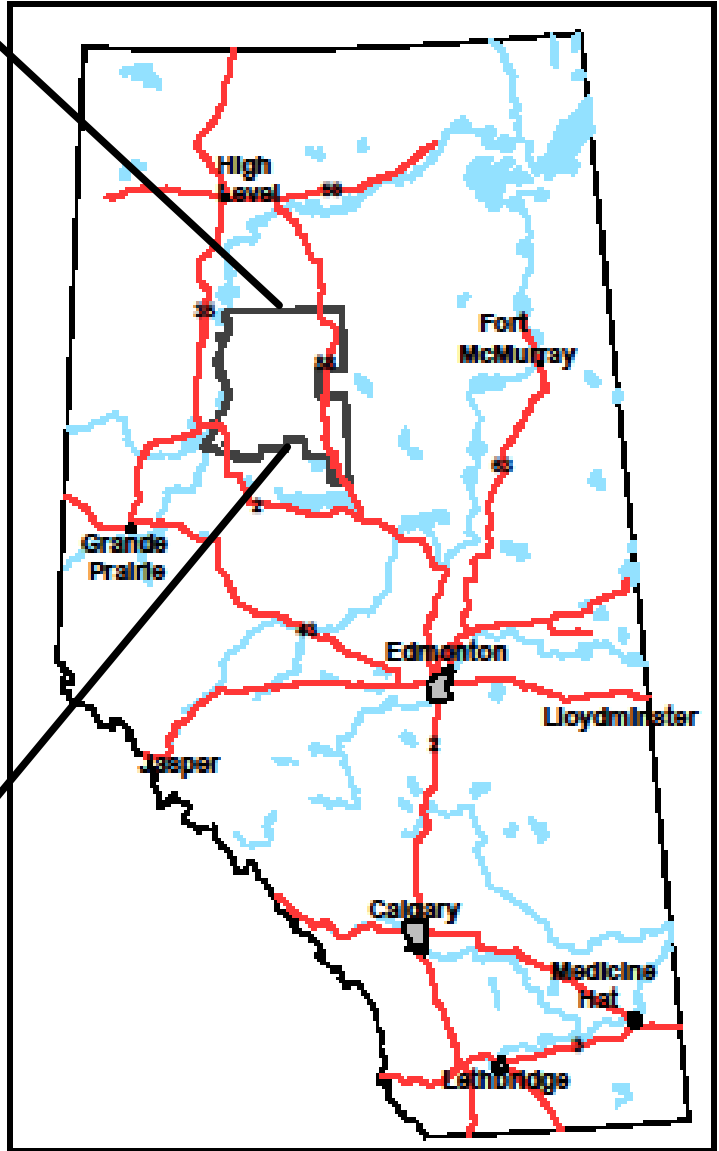 High
Level
58
35
Fort
McMurray
88
63
2
Grande
Prairie
43
Edmonton
Lloydminster
2
Jasper
Calgary
Medicine
Hat
3
Lethbridge